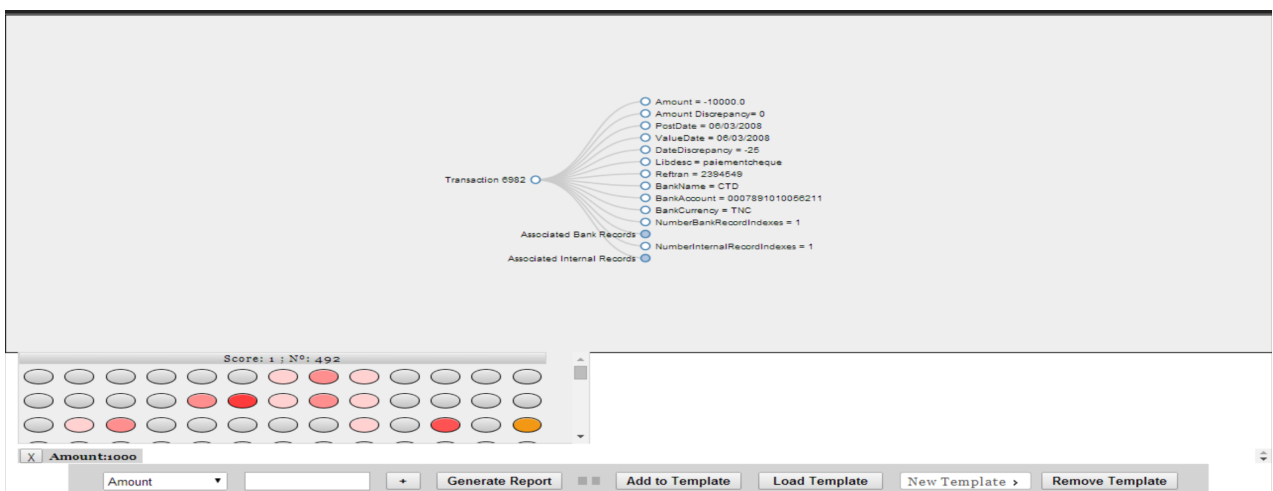 Amount = -10000.0
Amount Discrepancy= 0
PostDate = 06/03/2008
ValueDate = 06/03/2008
DateDiscrepancy = -25
Libdesc = paiementcheque
Transaction 6982
Reftran = 2394549
BankName = CTD
BankAccount = 0007891010056211
BankCurrency = TNC
NumberBankRecordIndexes = 1
Associated Bank Records
NumberInternalRecordIndexes = 1
Associated Internal Records
Score: 1 ; Nº: 492
X Amount:1000
Amount + Generate Report Add to Template Load Template New Template > Remove Template